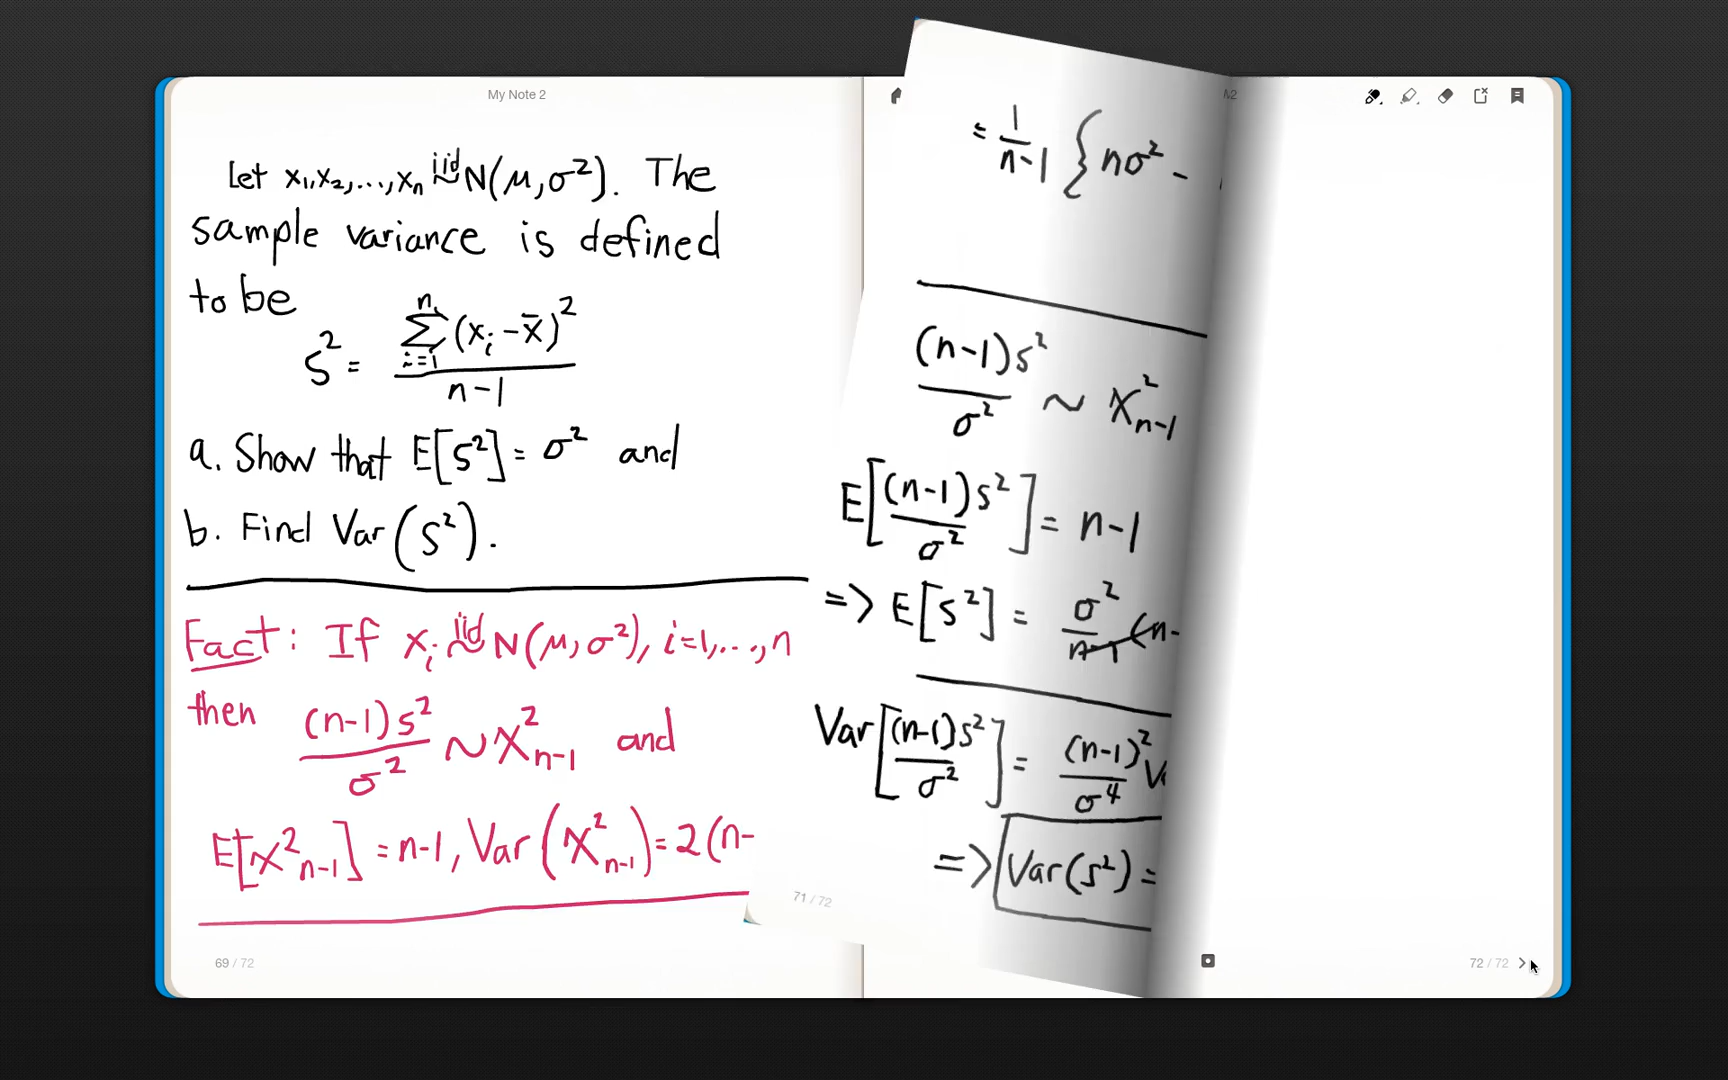 My Note 2
Let x₁,x₂,...,xₙ iid~ N(μ,σ²). The
sample variance is defined
to be
s² = Σᵢ₌₁ⁿ (xᵢ - x̄)² / n-1
a. Show that E[s²] = σ² and
b. Find Var(s²).
Fact: If xᵢ iid~ N(μ,σ²), i=1,...,n
then (n-1)s² / σ² ~ χ²ₙ₋₁ and
E[χ²ₙ₋₁] = n-1, Var(χ²ₙ₋₁) = 2(n-
69 / 72
= 1/n-1 { nσ² -
(n-1)s² / σ² ~ χ²ₙ₋₁
E[(n-1)s² / σ²] = n-1
=> E[s²] = σ²/n-1 (n-
Var[(n-1)s² / σ²] = (n-1)²/σ⁴ Va
=> Var(s²) =
71 / 72
72 / 72